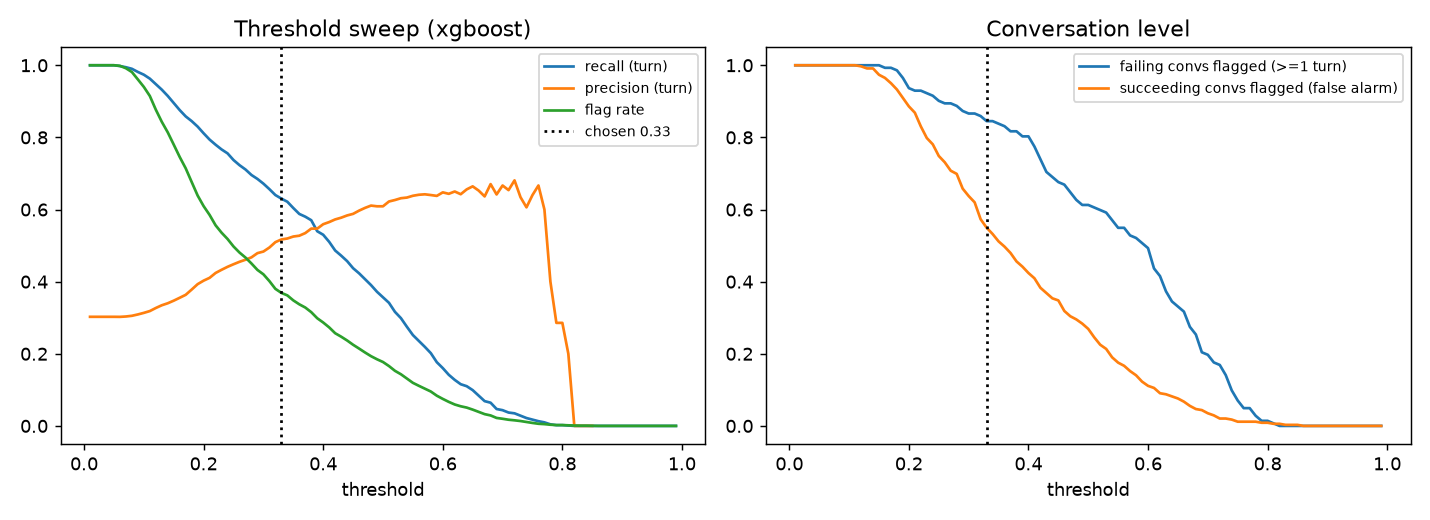 Threshold sweep (xgboost)
1.0
0.8
0.6
0.4
0.2
0.0
recall (turn)
precision (turn)
flag rate
chosen 0.33
0.0 0.2 0.4 0.6 0.8 1.0
threshold
Conversation level
1.0
0.8
0.6
0.4
0.2
0.0
failing convs flagged (>=1 turn)
succeeding convs flagged (false alarm)
0.0 0.2 0.4 0.6 0.8 1.0
threshold